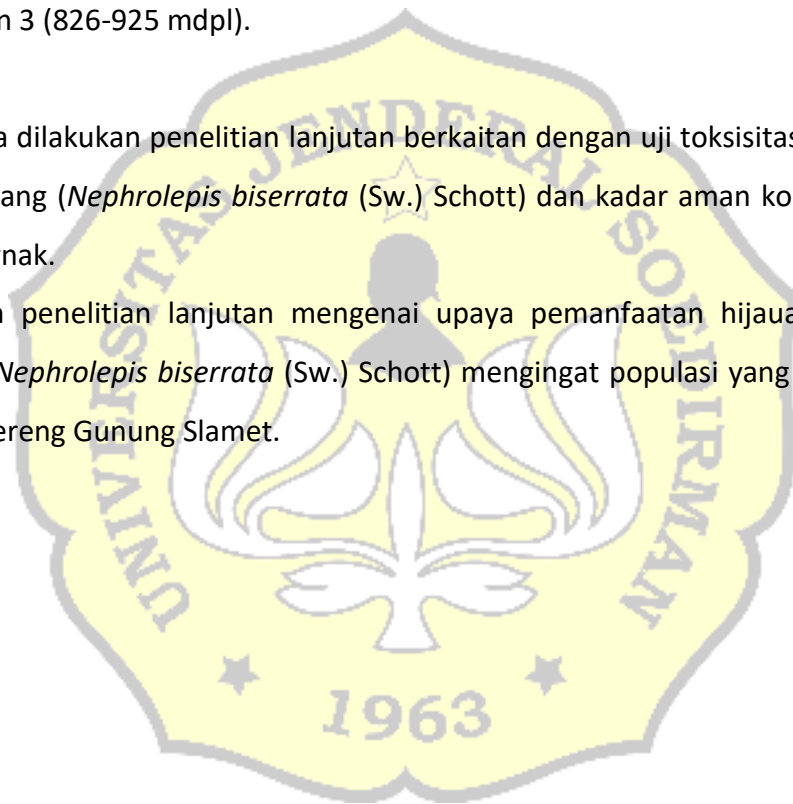 n 3 (826-925 mdpl).
a dilakukan penelitian lanjutan berkaitan dengan uji toksisitas
ang (Nephrolepis biserrata (Sw.) Schott) dan kadar aman ko
rnak.
n penelitian lanjutan mengenai upaya pemanfaatan hijaua
Nephrolepis biserrata (Sw.) Schott) mengingat populasi yang
ereng Gunung Slamet.
UNIVERSITAS JENDERAL SOEDIRMAN
1963